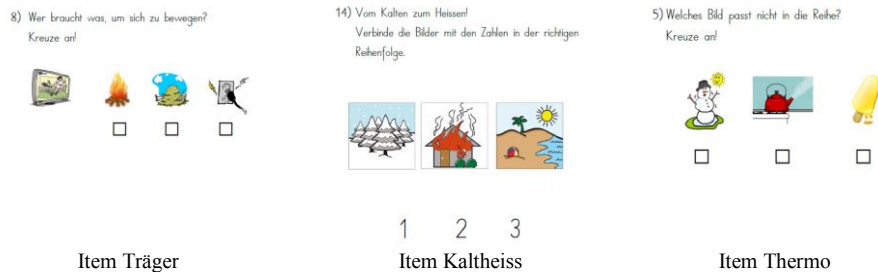 8) Wer braucht was, um sich zu bewegen?
Kreuze an!
Item Träger
14) Vom Kalten zum Heissen!
Verbinde die Bilder mit den Zahlen in der richtigen
Reihenfolge.
1 2 3
Item Kaltheiss
5) Welches Bild passt nicht in die Reihe?
Kreuze an!
Item Thermo